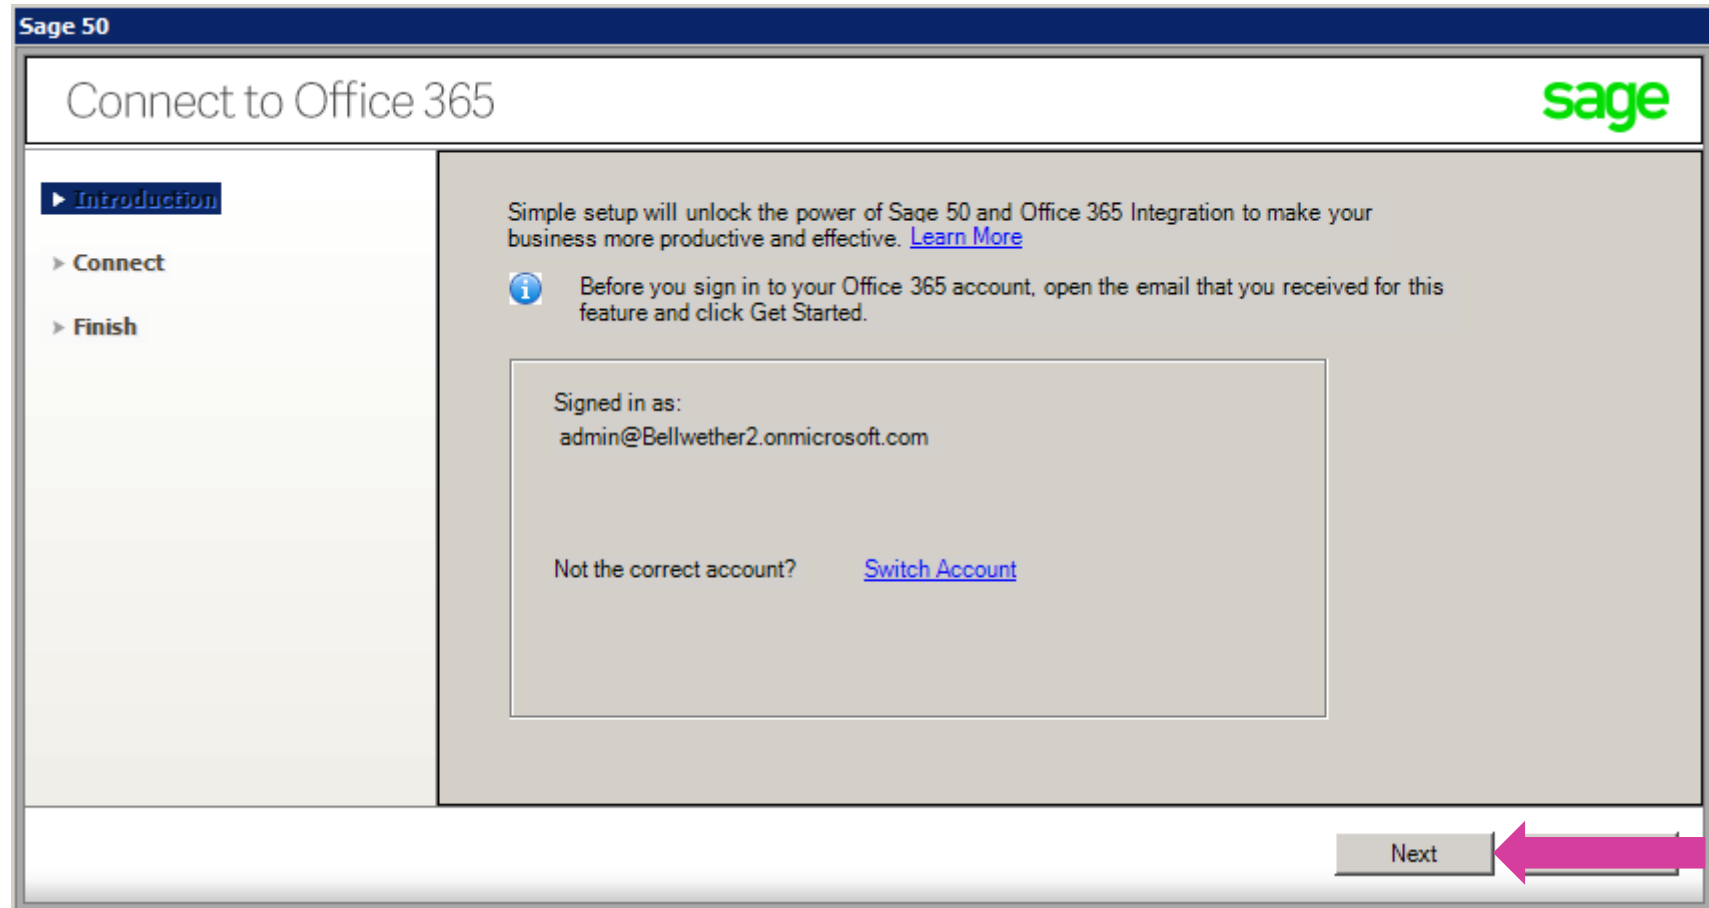 Sage 50
Connect to Office 365
sage
Introduction
Connect
Finish
Simple setup will unlock the power of Sage 50 and Office 365 Integration to make your
business more productive and effective. Learn More
Before you sign in to your Office 365 account, open the email that you received for this
feature and click Get Started.
Signed in as:
admin@Bellwether2.onmicrosoft.com
Not the correct account? Switch Account
Next